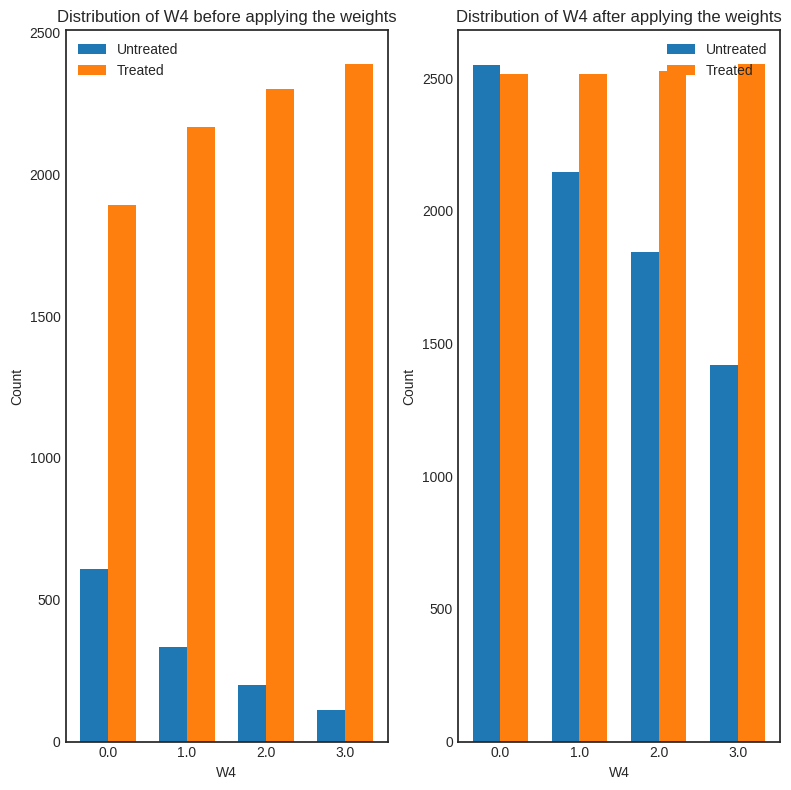 Distribution of W4 before applying the weights
Untreated
Treated
2500
2000
1500
1000
500
0
Count
0.0 1.0 2.0 3.0
W4
Distribution of W4 after applying the weights
Untreated
Treated
2500
2000
1500
1000
500
0
Count
0.0 1.0 2.0 3.0
W4